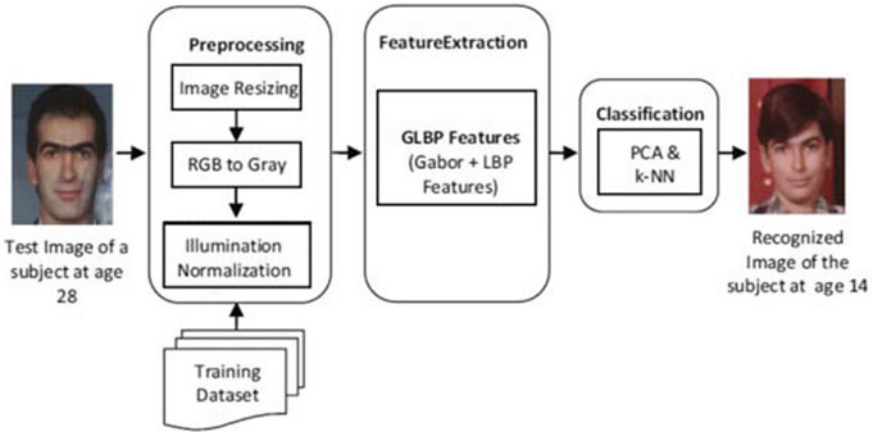 Preprocessing
Image Resizing
RGB to Gray
Illumination
Normalization
FeatureExtraction
GLBP Features
(Gabor + LBP
Features)
Classification
PCA &
k-NN
Test Image of a
subject at age
28
Recognized
Image of the
subject at age 14
Training
Dataset